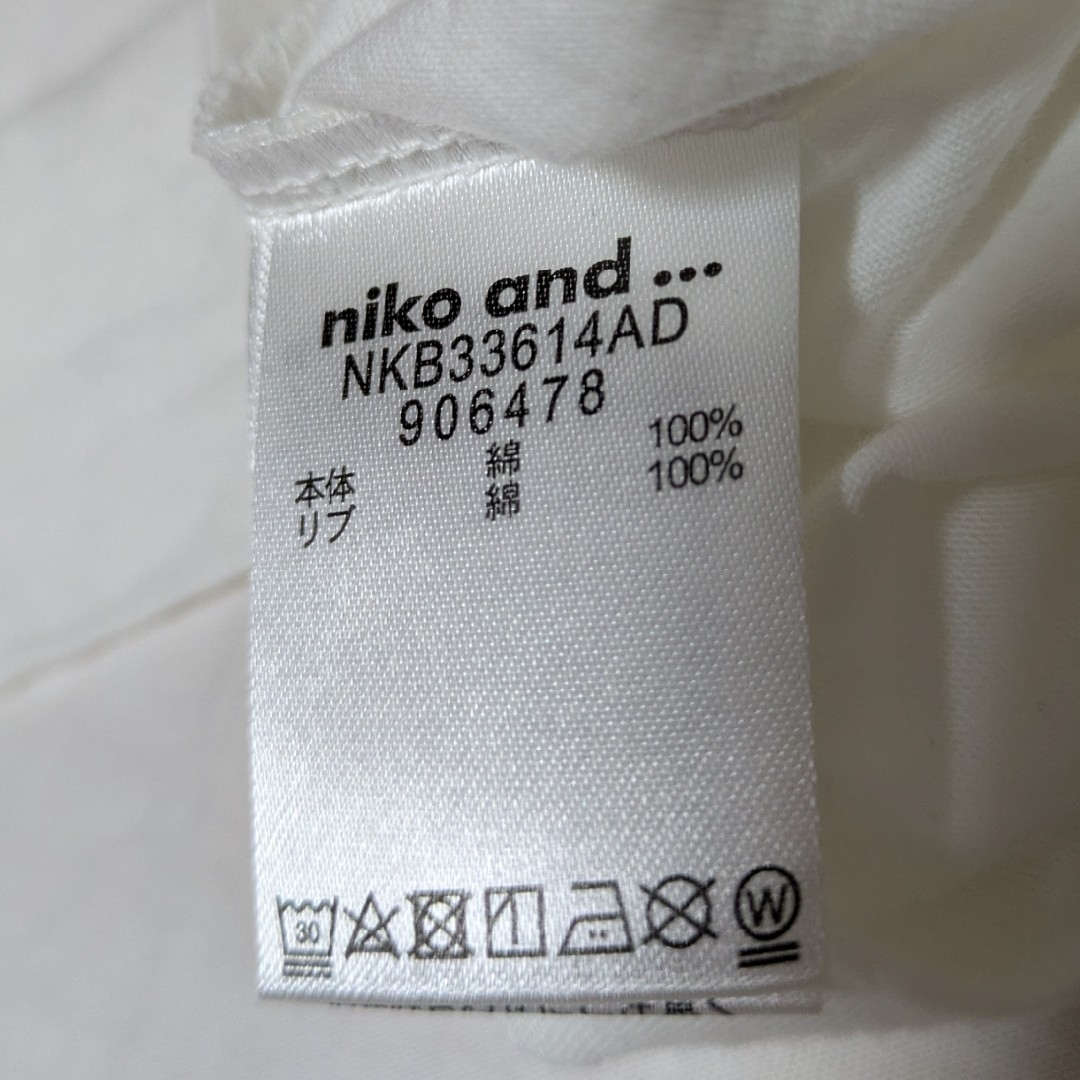 niko and ...
NKB33614AD
906478
本体 綿 100%
リブ 綿 100%
30 W